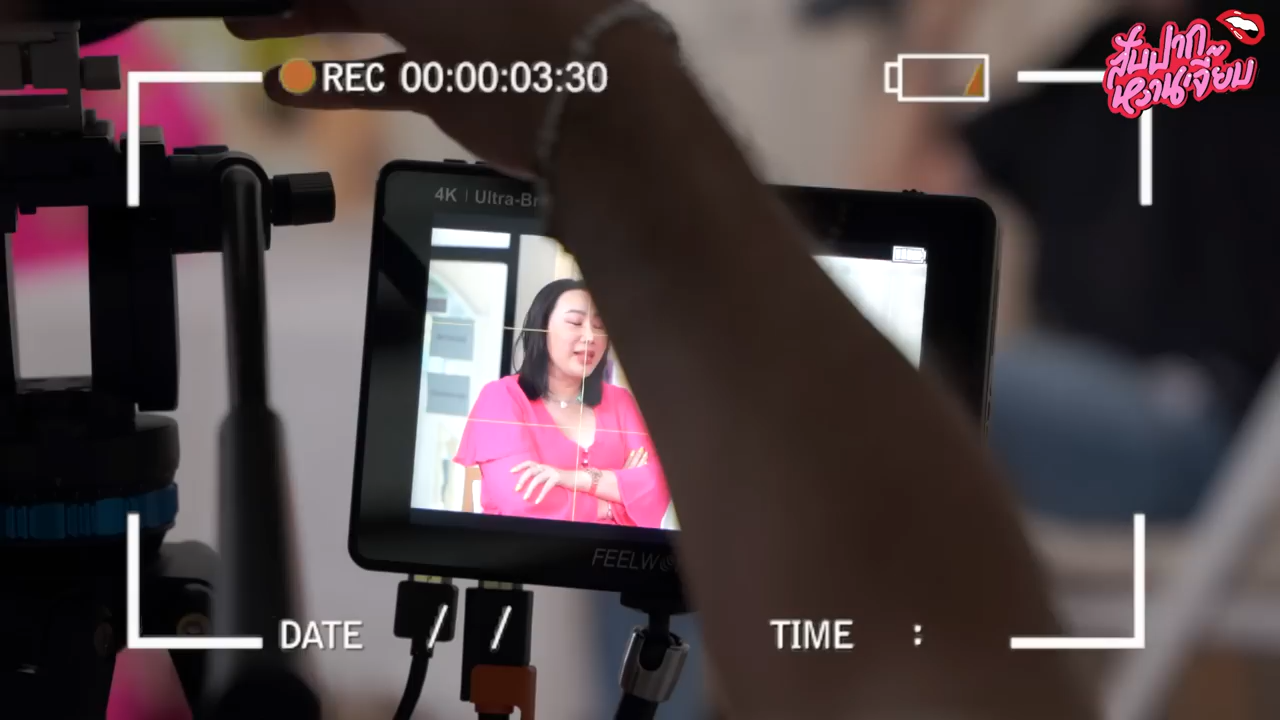 สับปาก
หวานเจี๊ยบ
REC 00:00:03:30
4K | Ultra-Br
FEELW
DATE / /
TIME :